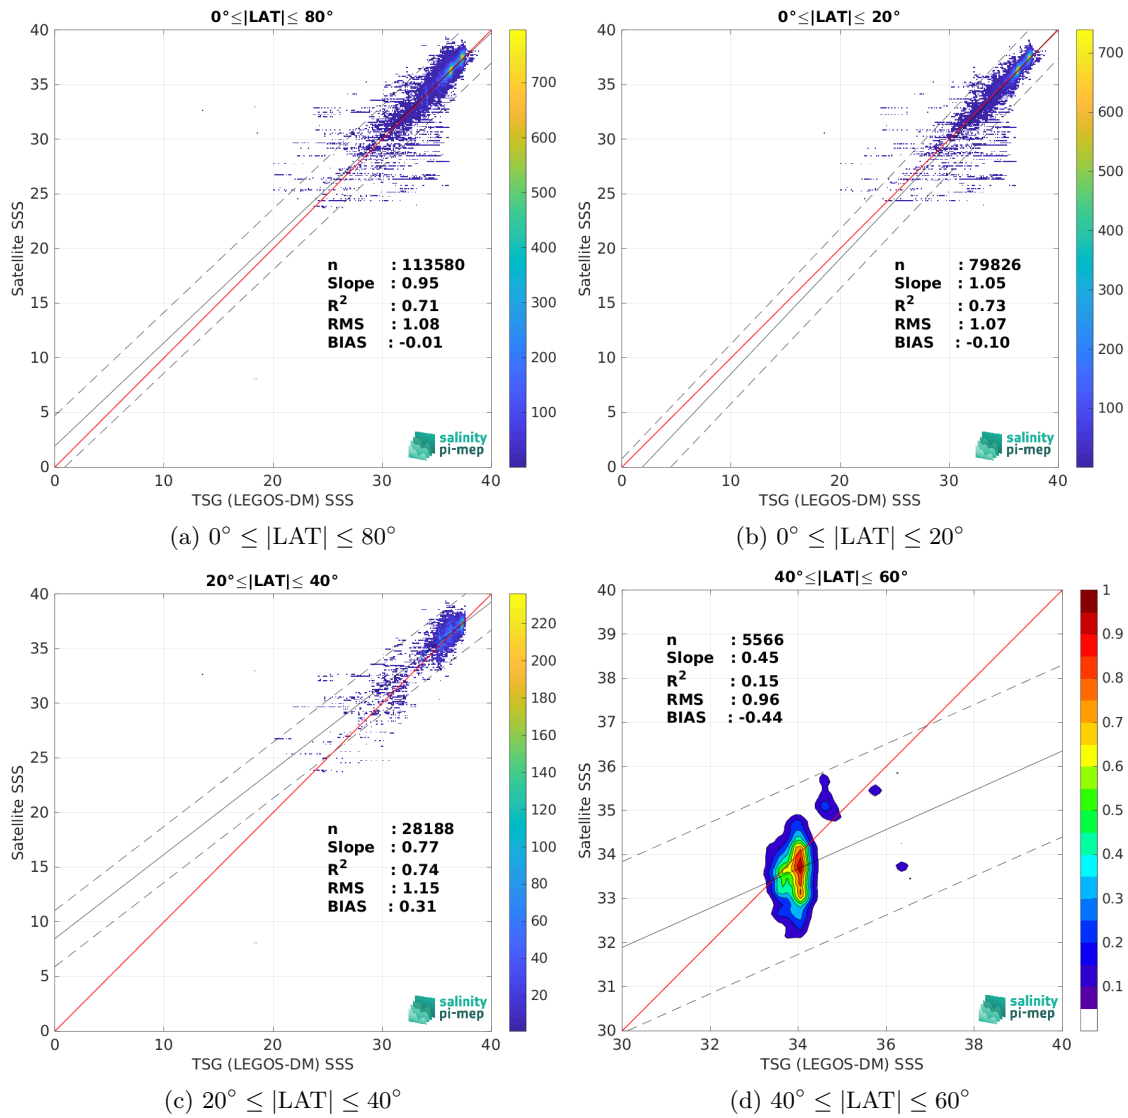 0°≤|LAT|≤ 80°
40
35
30
25
20
15
10
5
0
0
10
20
30
40
Satellite SSS
TSG (LEGOS-DM) SSS
n : 113580
Slope : 0.95
R² : 0.71
RMS : 1.08
BIAS : -0.01
salinity
pi-mep
700
600
500
400
300
200
100
(a) 0° ≤ |LAT| ≤ 80°
0°≤|LAT|≤ 20°
40
35
30
25
20
15
10
5
0
0
10
20
30
40
Satellite SSS
TSG (LEGOS-DM) SSS
n : 79826
Slope : 1.05
R² : 0.73
RMS : 1.07
BIAS : -0.10
salinity
pi-mep
700
600
500
400
300
200
100
(b) 0° ≤ |LAT| ≤ 20°
20°≤|LAT|≤ 40°
40
35
30
25
20
15
10
5
0
0
10
20
30
40
Satellite SSS
TSG (LEGOS-DM) SSS
n : 28188
Slope : 0.77
R² : 0.74
RMS : 1.15
BIAS : 0.31
salinity
pi-mep
220
200
180
160
140
120
100
80
60
40
20
(c) 20° ≤ |LAT| ≤ 40°
40°≤|LAT|≤ 60°
40
39
38
37
36
35
34
33
32
31
30
30
32
34
36
38
40
Satellite SSS
TSG (LEGOS-DM) SSS
n : 5566
Slope : 0.45
R² : 0.15
RMS : 0.96
BIAS : -0.44
salinity
pi-mep
1
0.9
0.8
0.7
0.6
0.5
0.4
0.3
0.2
0.1
(d) 40° ≤ |LAT| ≤ 60°